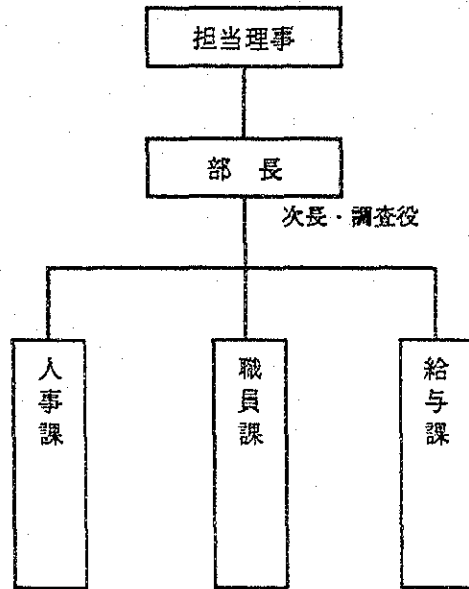 担当理事
部 長
次長・調査役
人事課
職員課
給与課